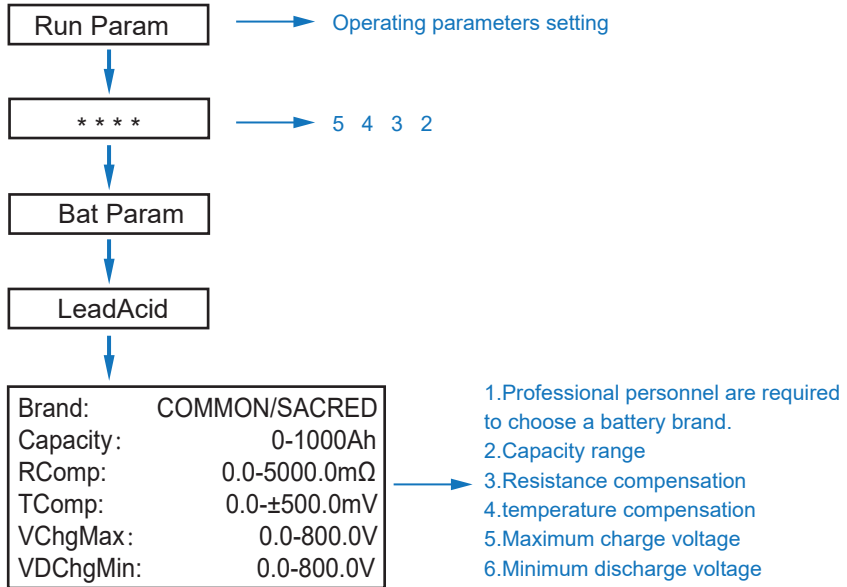 Run Param
Operating parameters setting
* * * *
5 4 3 2
Bat Param
LeadAcid
Brand: COMMON/SACRED
Capacity: 0-1000Ah
RComp: 0.0-5000.0mΩ
TComp: 0.0-±500.0mV
VChgMax: 0.0-800.0V
VDChgMin: 0.0-800.0V
1.Professional personnel are required
to choose a battery brand.
2.Capacity range
3.Resistance compensation
4.temperature compensation
5.Maximum charge voltage
6.Minimum discharge voltage